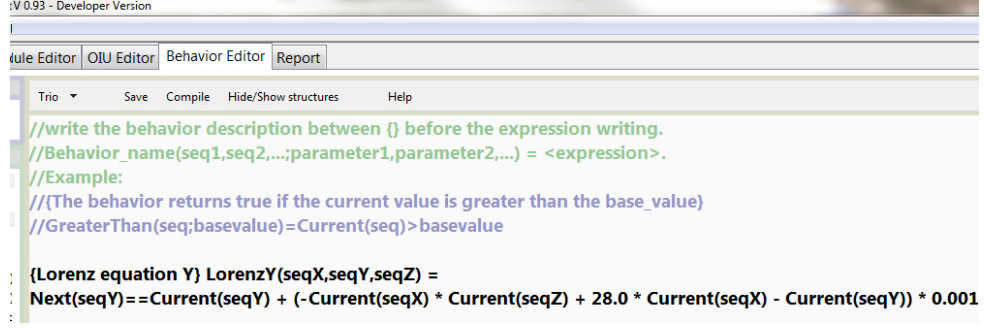 :V 0.93 - Developer Version
dule Editor OIU Editor Behavior Editor Report
Trio Save Compile Hide/Show structures Help
//write the behavior description between {} before the expression writing.
//Behavior_name(seq1,seq2,...;parameter1,parameter2,...) = <expression>.
//Example:
//{The behavior returns true if the current value is greater than the base_value}
//GreaterThan(seq;basevalue)=Current(seq)>basevalue
{Lorenz equation Y} LorenzY(seqX,seqY,seqZ) =
Next(seqY)==Current(seqY) + (-Current(seqX) * Current(seqZ) + 28.0 * Current(seqX) - Current(seqY)) * 0.001